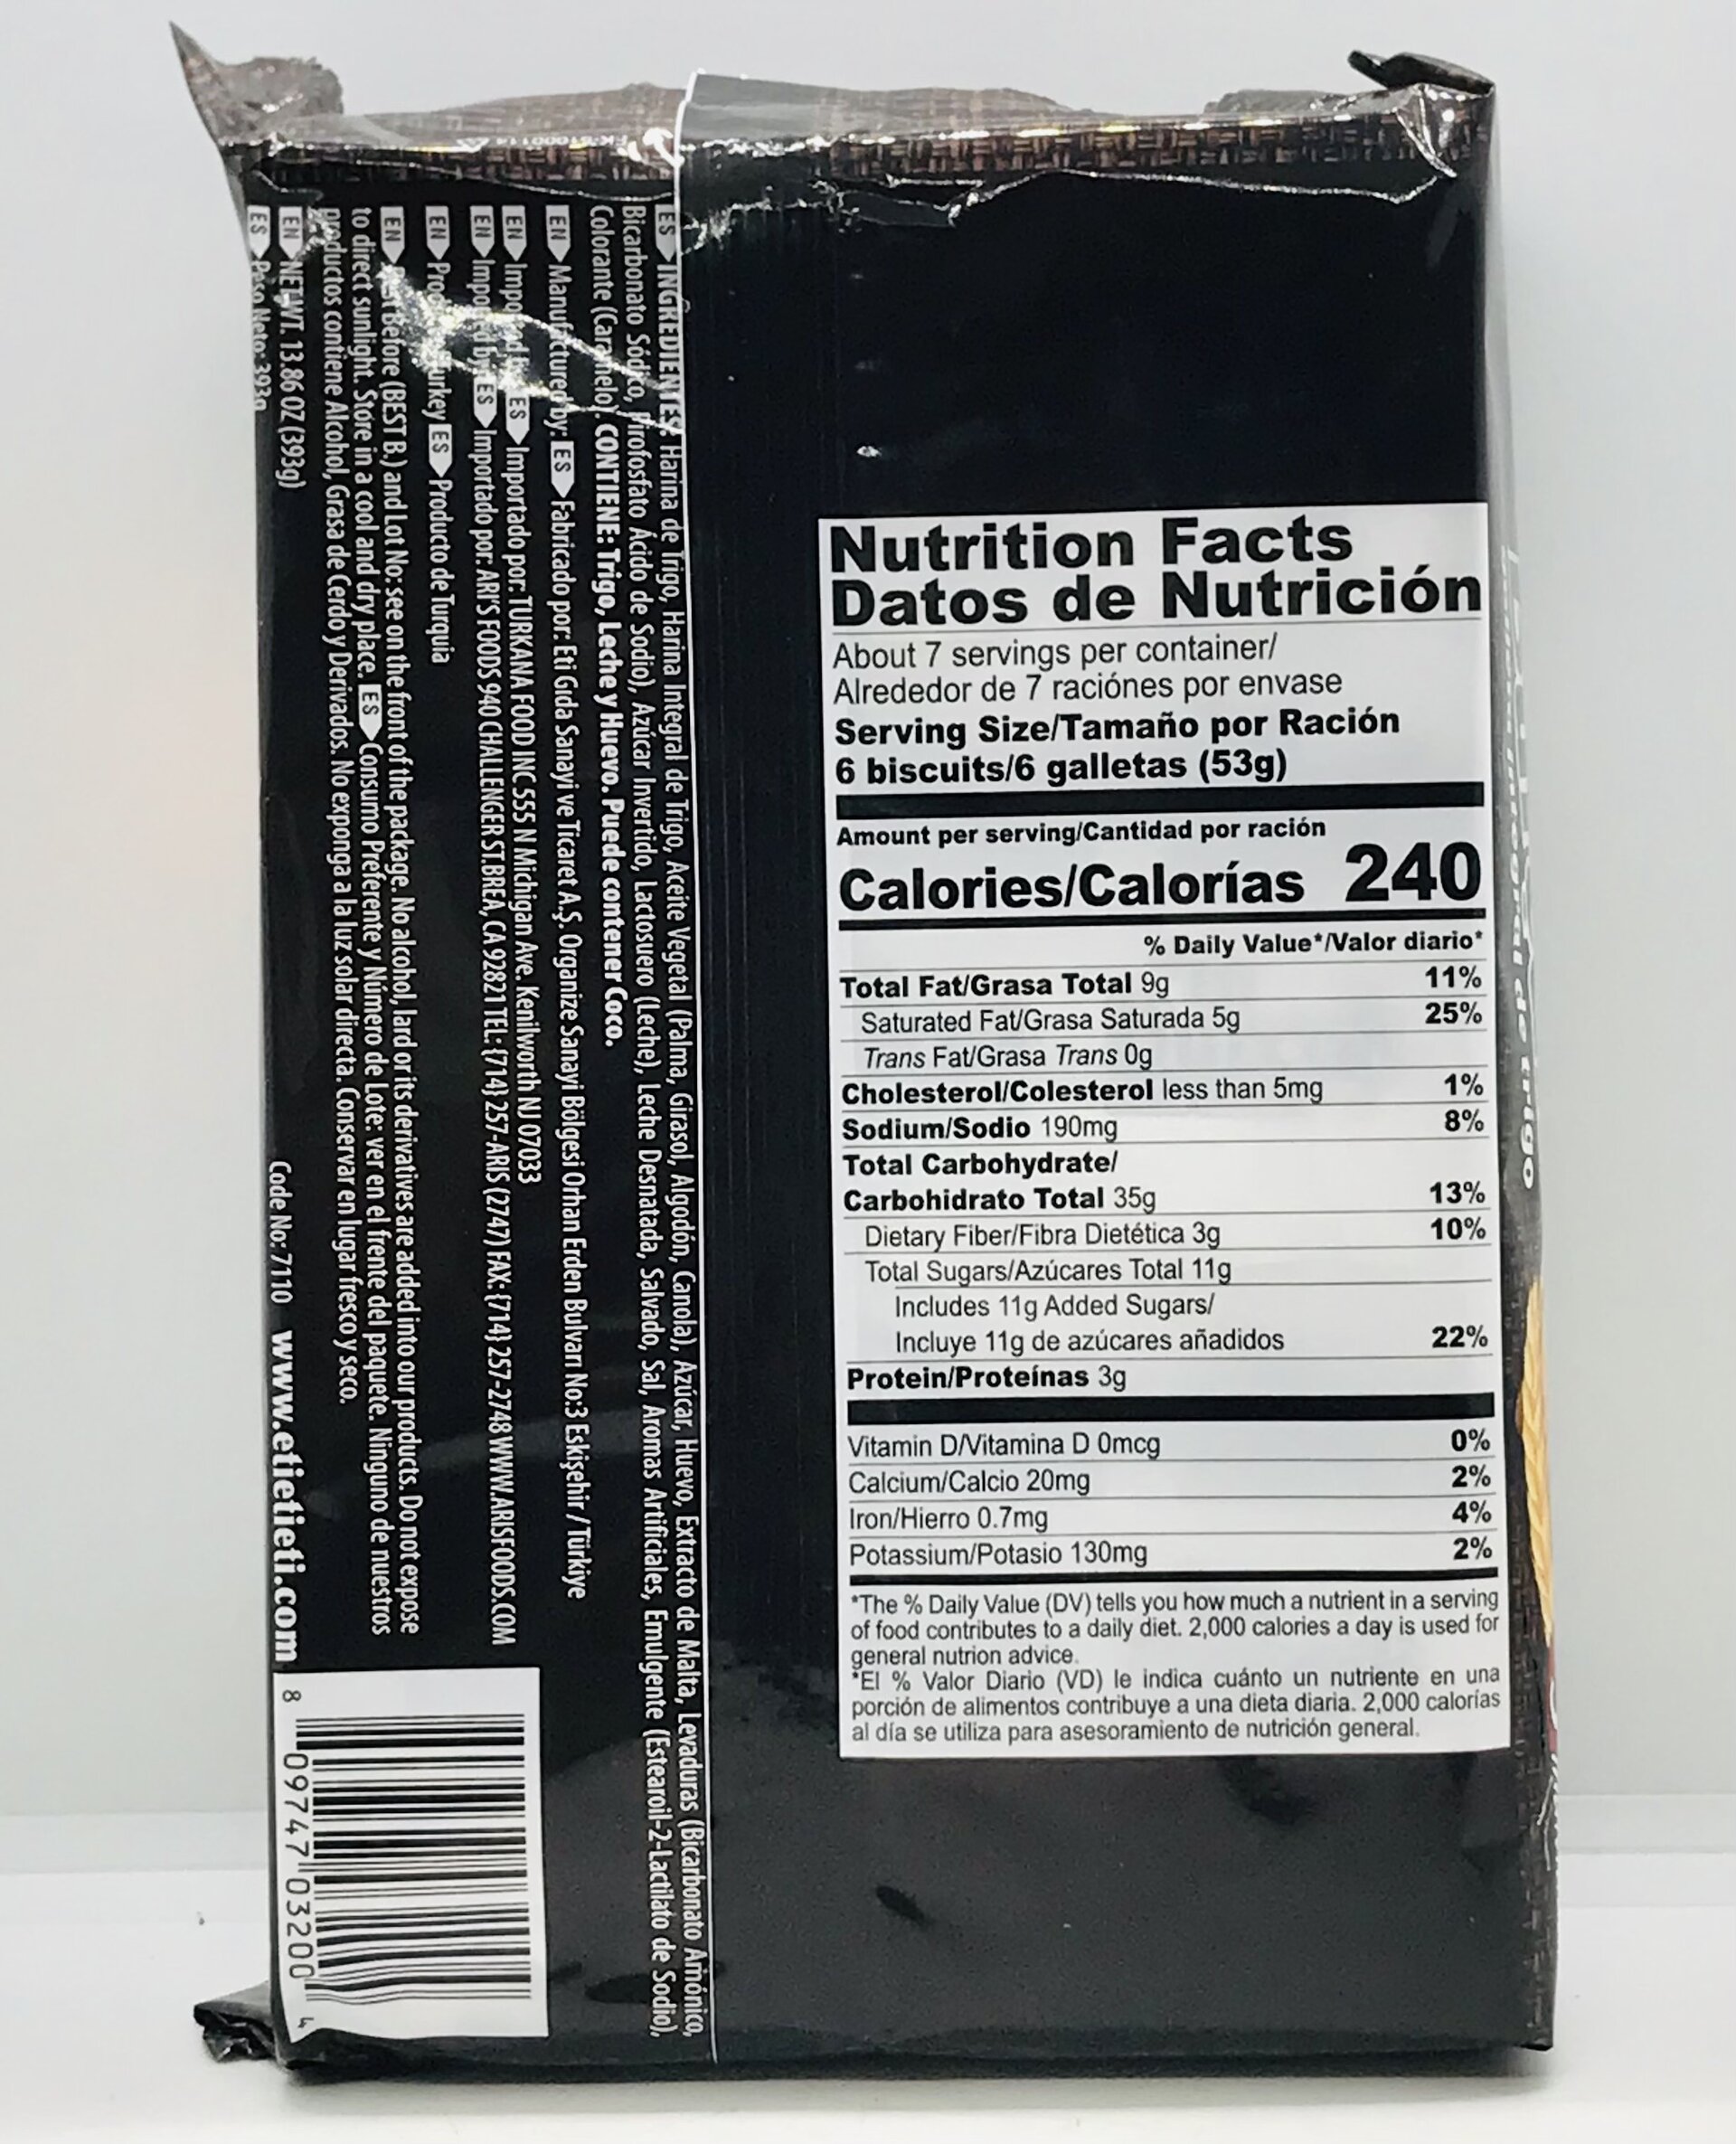 Nutrition Facts
Datos de Nutrición
About 7 servings per container/
Alrededor de 7 raciónes por envase
Serving Size/Tamaño por Ración
6 biscuits/6 galletas (53g)
Amount per serving/Cantidad por ración
Calories/Calorías 240
% Daily Value*/Valor diario*
Total Fat/Grasa Total 9g 11%
Saturated Fat/Grasa Saturada 5g 25%
Trans Fat/Grasa Trans 0g
Cholesterol/Colesterol less than 5mg 1%
Sodium/Sodio 190mg 8%
Total Carbohydrate/
Carbohidrato Total 35g 13%
Dietary Fiber/Fibra Dietética 3g 10%
Total Sugars/Azúcares Total 11g
Includes 11g Added Sugars/
Incluye 11g de azúcares añadidos 22%
Protein/Proteínas 3g
Vitamin D/Vitamina D 0mcg 0%
Calcium/Calcio 20mg 2%
Iron/Hierro 0.7mg 4%
Potassium/Potasio 130mg 2%
*The % Daily Value (DV) tells you how much a nutrient in a serving
of food contributes to a daily diet. 2,000 calories a day is used for
general nutrion advice.
*El % Valor Diario (VD) le indica cuánto un nutriente en una
porción de alimentos contribuye a una dieta diaria. 2,000 calorías
al día se utiliza para asesoramiento de nutrición general.
ES INGREDIENTES: Harina de Trigo, Harina Integral de Trigo, Aceite Vegetal (Palma, Girasol, Algodón, Canola), Azúcar, Huevo, Extracto de Malta, Levaduras (Bicarbonato Amónico,
Bicarbonato Sódico, Pirofosfato Ácido de Sodio), Azúcar Invertido, Lactosuero (Leche), Leche Desnatada, Salvado, Sal, Aromas Artificiales, Emulgente (Estearoil-2-Lactilato de Sodio),
Colorante (Caramelo). CONTIENE: Trigo, Leche y Huevo. Puede contener Coco.
EN Manufactured by: ES Fabricado por: Eti Gıda Sanayi ve Ticaret A.Ş. Organize Sanayi Bölgesi Orhan Erden Bulvarı No:3 Eskişehir / Türkiye
EN Imported by ES Importado por: TURKANA FOOD INC 555 N Michigan Ave. Kenilworth NJ 07033
EN Imported by ES Importado por: ARI'S FOODS 940 CHALLENGER ST.BREA, CA 92821 TEL: {714} 257-ARIS (2747) FAX: {714} 257-2748 WWW.ARISFOODS.COM
EN Turkey ES Producto de Turquia
EN Before (BEST B.) and Lot No: see on the front of the package. No alcohol, lard or its derivatives are added into our products. Do not expose
to direct sunlight. Store in a cool and dry place. ES Consumo Preferente y Número de Lote: ver en el frente del paquete. Ninguno de nuestros
productos contiene Alcohol, Grasa de Cerdo y Derivados. No exponga a la luz solar directa. Conservar en lugar fresco y seco.
EN NET WT. 13.86 OZ (393g)
ES Peso Neto: 393g
Code No: 7110 www.etietieti.com
8 09747 03200 4